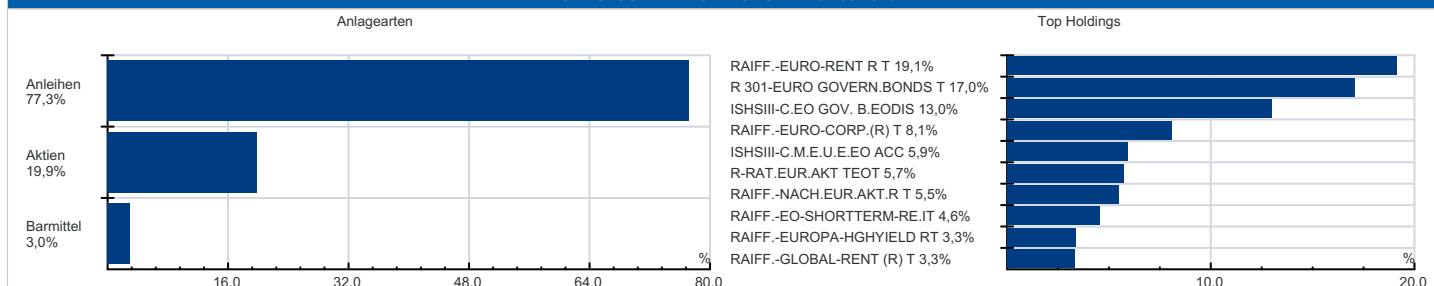 Anlagearten
Anleihen
77,3%
Aktien
19,9%
Barmittel
3,0%
%
16.0 32.0 48.0 64.0 80.0
Top Holdings
RAIFF.-EURO-RENT R T 19,1%
R 301-EURO GOVERN.BONDS T 17,0%
ISHSIII-C.EO GOV. B.EODIS 13,0%
RAIFF.-EURO-CORP.(R) T 8,1%
ISHSIII-C.M.E.U.E.EO ACC 5,9%
R-RAT.EUR.AKT TEOT 5,7%
RAIFF.-NACH.EUR.AKT.R T 5,5%
RAIFF.-EO-SHORTTERM-RE.IT 4,6%
RAIFF.-EUROPA-HGHYIELD RT 3,3%
RAIFF.-GLOBAL-RENT (R) T 3,3%
%
10.0 20.0